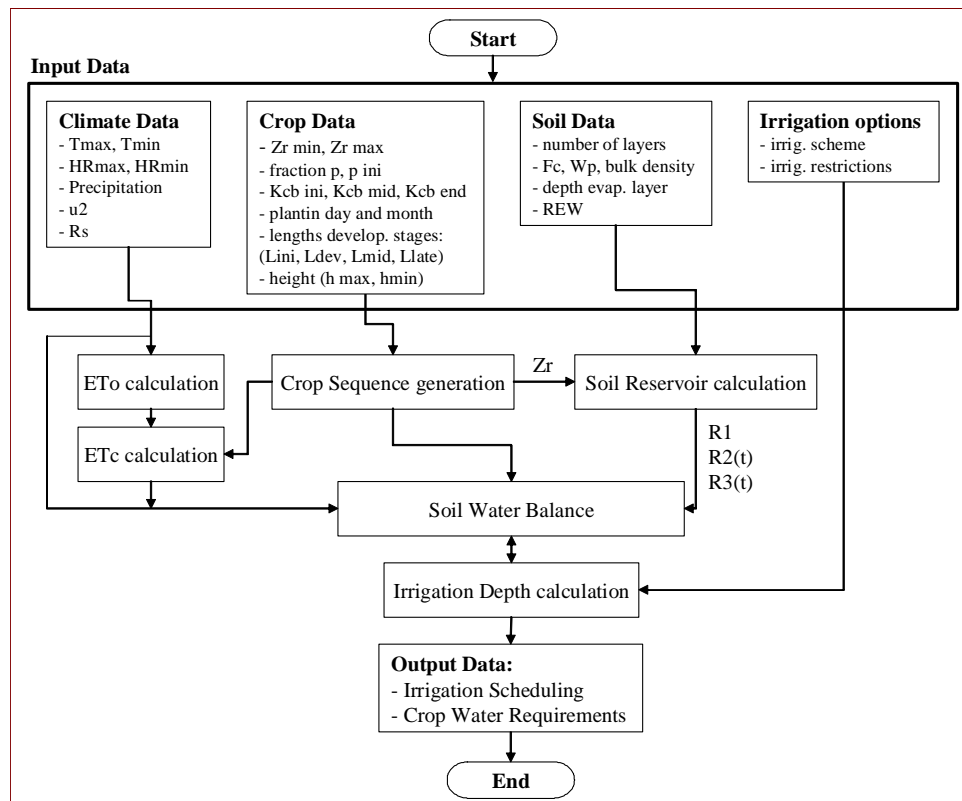 Start
Input Data
Climate Data
- Tmax, Tmin
- HRmax, HRmin
- Precipitation
- u2
- Rs
Crop Data
- Zr min, Zr max
- fraction p, p ini
- Kcb ini, Kcb mid, Kcb end
- plantin day and month
- lengths develop. stages:
(Lini, Ldev, Lmid, Llate)
- height (h max, hmin)
Soil Data
- number of layers
- Fc, Wp, bulk density
- depth evap. layer
- REW
Irrigation options
- irrig. scheme
- irrig. restrictions
ETo calculation
Crop Sequence generation
Zr
Soil Reservoir calculation
ETc calculation
R1
R2(t)
R3(t)
Soil Water Balance
Irrigation Depth calculation
Output Data:
- Irrigation Scheduling
- Crop Water Requirements
End